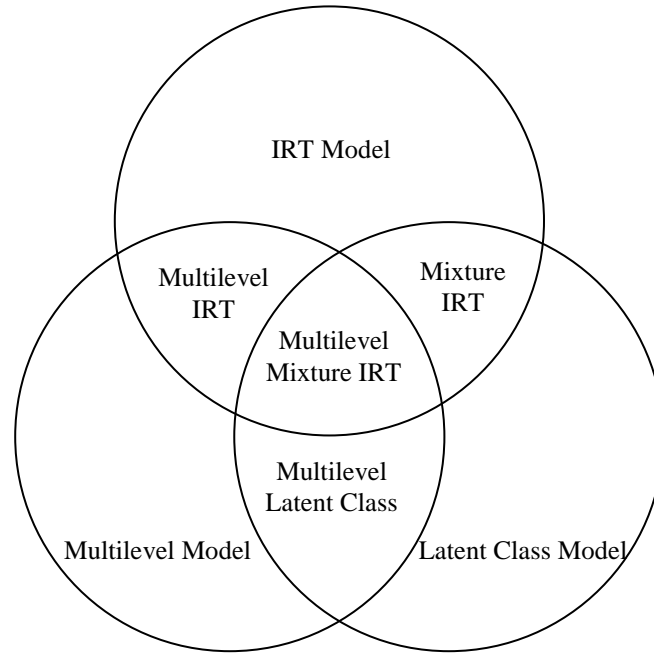 IRT Model
Multilevel
IRT
Mixture
IRT
Multilevel
Mixture IRT
Multilevel
Latent Class
Multilevel Model
Latent Class Model